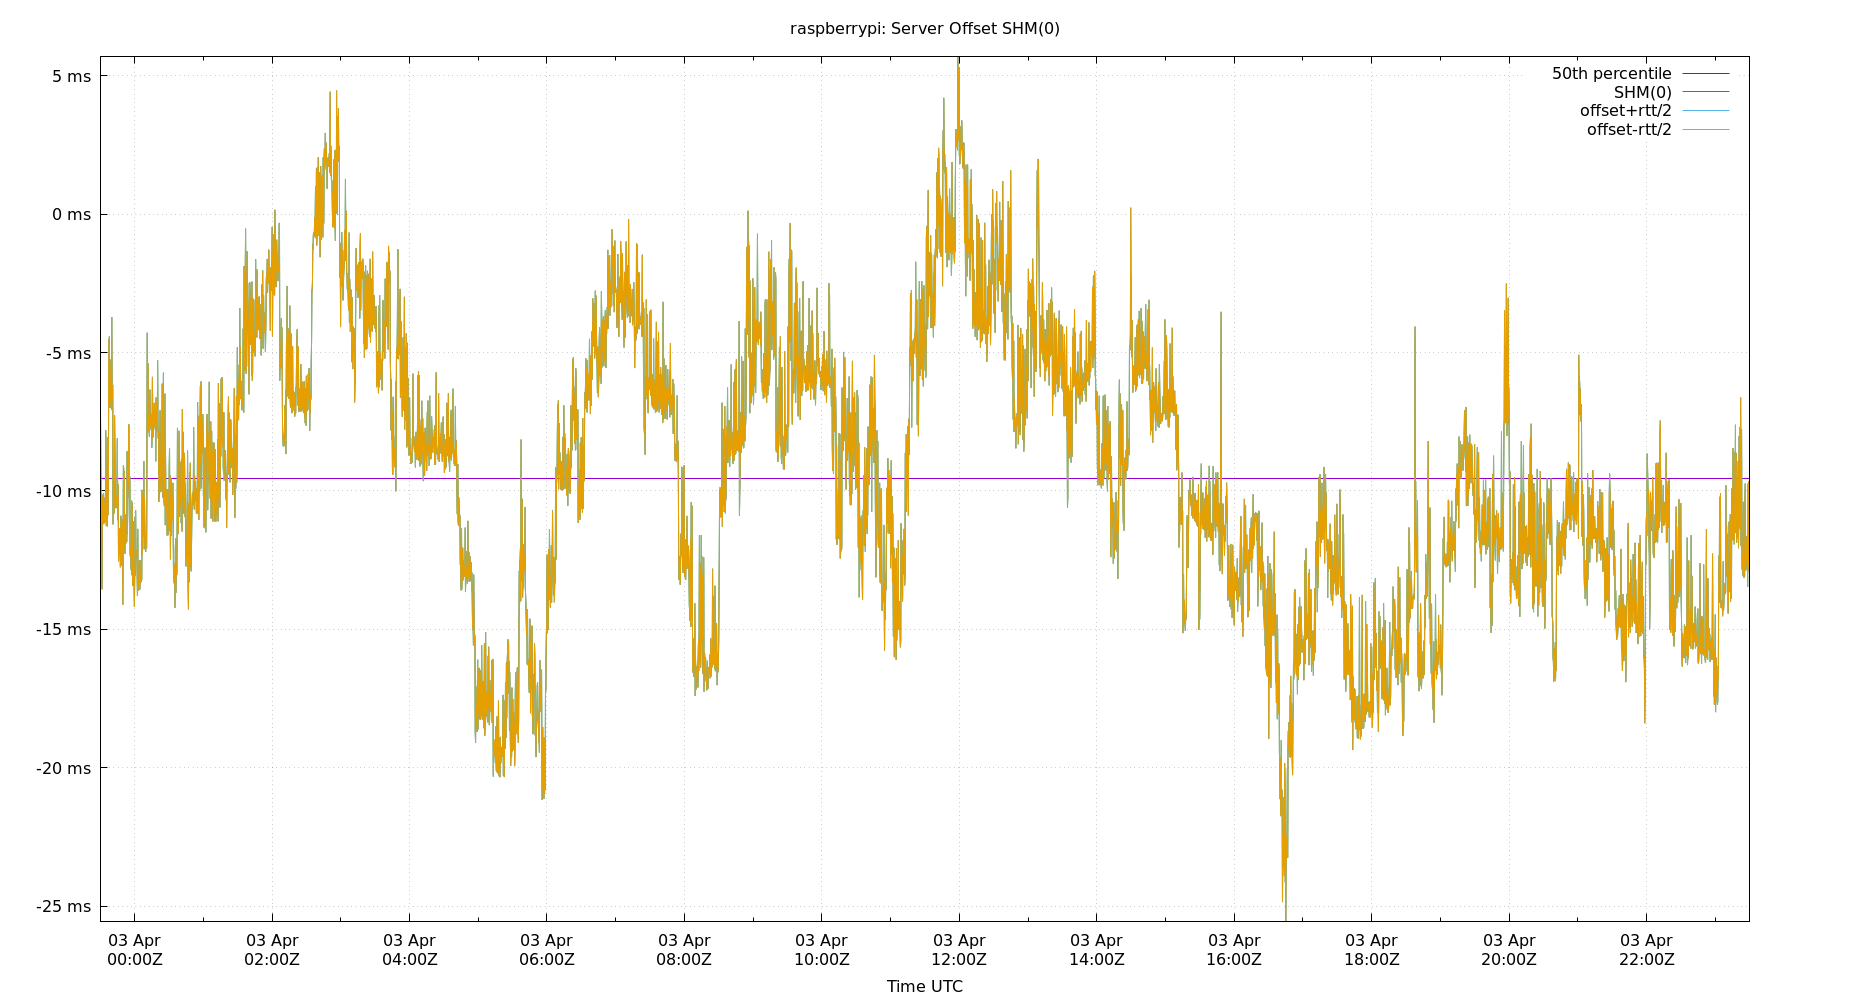 raspberrypi: Server Offset SHM(0)
50th percentile
SHM(0)
offset+rtt/2
offset-rtt/2
5 ms
0 ms
-5 ms
-10 ms
-15 ms
-20 ms
-25 ms
03 Apr 03 Apr 03 Apr 03 Apr 03 Apr 03 Apr 03 Apr 03 Apr 03 Apr 03 Apr 03 Apr 03 Apr
00:00Z 02:00Z 04:00Z 06:00Z 08:00Z 10:00Z 12:00Z 14:00Z 16:00Z 18:00Z 20:00Z 22:00Z
Time UTC